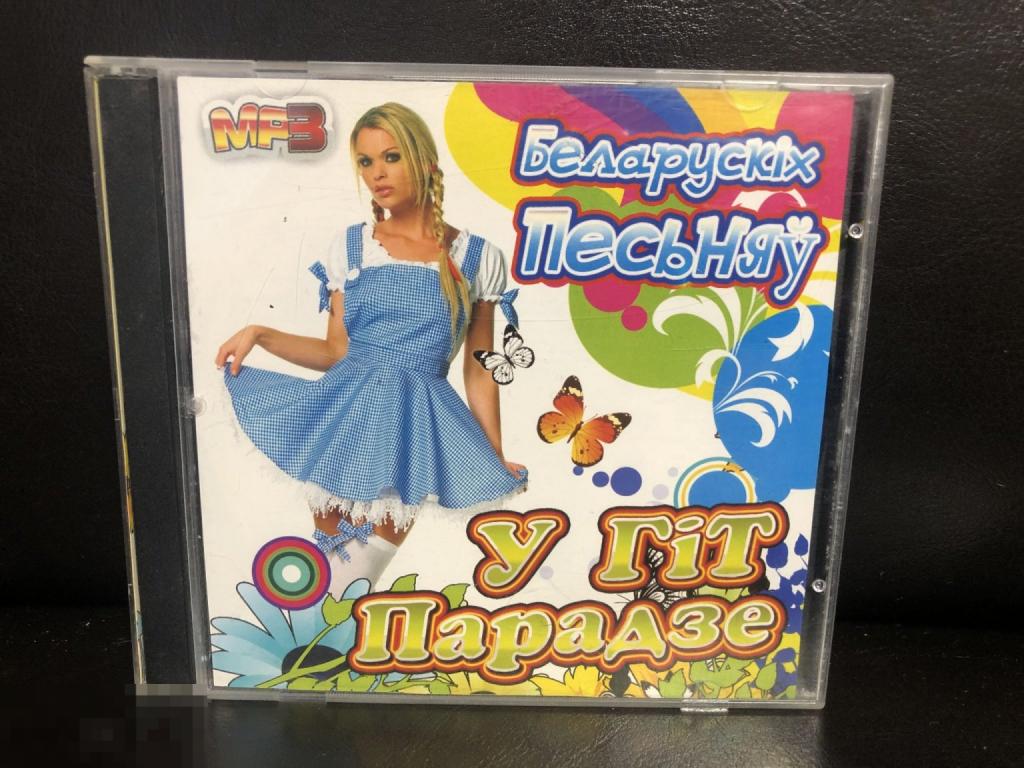 MP3
Беларускіх
Песьняў
У Гіт
Парадзе